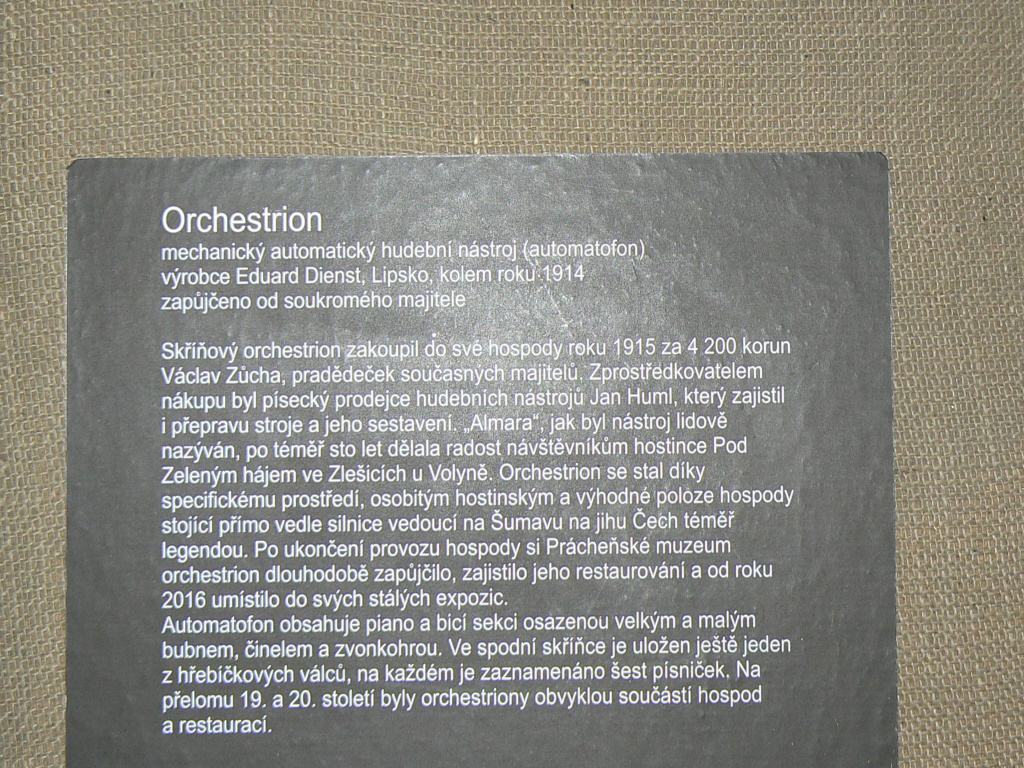 Orchestrion
mechanický automatický hudební nástroj (automatofon)
výrobce Eduard Dienst, Lipsko, kolem roku 1914
zapůjčeno od soukromého majitele
Skříňový orchestrion zakoupil do své hospody roku 1915 za 4 200 korun
Václav Zůcha, pradědeček současných majitelů. Zprostředkovatelem
nákupu byl písecký prodejce hudebních nástrojů Jan Huml, který zajistil
i přepravu stroje a jeho sestavení. „Almara“, jak byl nástroj lidově
nazýván, po téměř sto let dělala radost návštěvníkům hostince Pod
Zeleným hájem ve Zlešicích u Volyně. Orchestrion se stal díky
specifickému prostředí, osobitým hostinským a výhodné poloze hospody
stojící přímo vedle silnice vedoucí na Šumavu na jihu Čech téměř
legendou. Po ukončení provozu hospody si Prácheňské muzeum
orchestrion dlouhodobě zapůjčilo, zajistilo jeho restaurování a od roku
2016 umístilo do svých stálých expozic.
Automatofon obsahuje piano a bicí sekci osazenou velkým a malým
bubnem, činelem a zvonkohrou. Ve spodní skříňce je uložen ještě jeden
z hřebíčkových válců, na každém je zaznamenáno šest písniček. Na
přelomu 19. a 20. století byly orchestriony obvyklou součástí hospod
a restaurací.